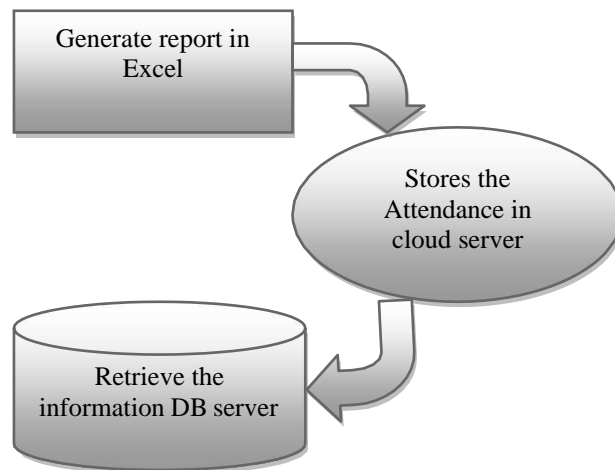 Generate report in
Excel
Stores the
Attendance in
cloud server
Retrieve the
information DB server